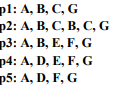 p1: A, B, C, G
p2: A, B, C, B, C, G
p3: A, B, E, F, G
p4: A, D, E, F, G
p5: A, D, F, G